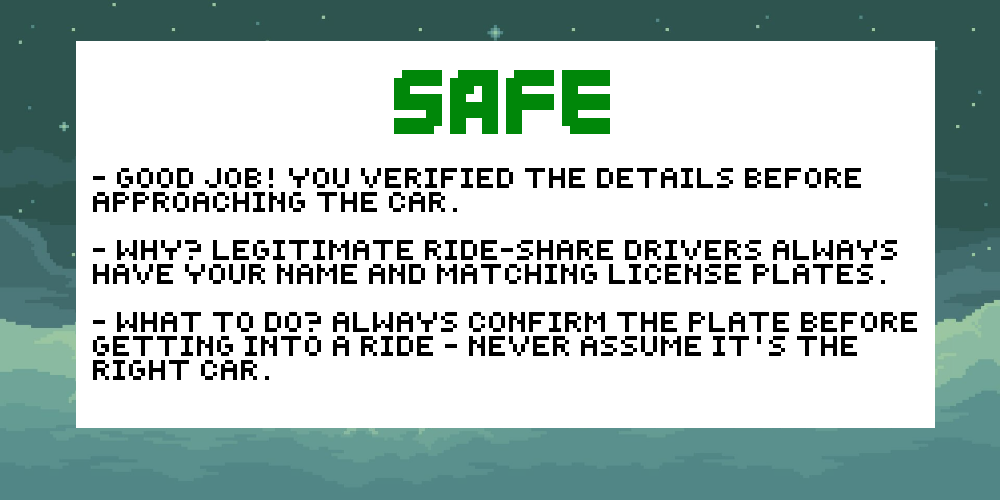 SAFE
- GOOD JOB! YOU VERIFIED THE DETAILS BEFORE
APPROACHING THE CAR.
- WHY? LEGITIMATE RIDE-SHARE DRIVERS ALWAYS
HAVE YOUR NAME AND MATCHING LICENSE PLATES.
- WHAT TO DO? ALWAYS CONFIRM THE PLATE BEFORE
GETTING INTO A RIDE - NEVER ASSUME IT'S THE
RIGHT CAR.